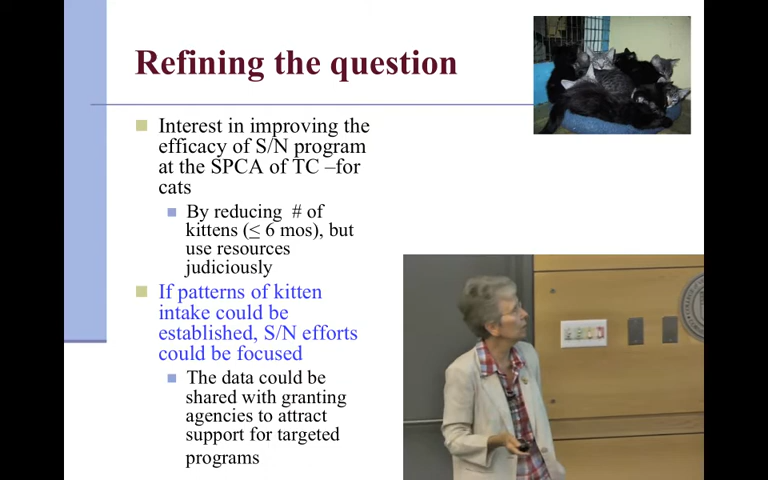 Refining the question
Interest in improving the
efficacy of S/N program
at the SPCA of TC –for
cats
By reducing # of
kittens (≤ 6 mos), but
use resources
judiciously
If patterns of kitten
intake could be
established, S/N efforts
could be focused
The data could be
shared with granting
agencies to attract
support for targeted
programs